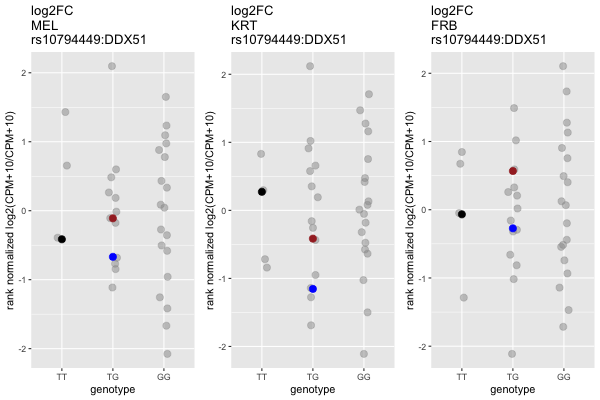 log2FC
MEL
rs10794449:DDX51
rank normalized log2(CPM+10/CPM+10)
2
1
0
-1
-2
TT
TG
GG
genotype
log2FC
KRT
rs10794449:DDX51
rank normalized log2(CPM+10/CPM+10)
2
1
0
-1
-2
TT
TG
GG
genotype
log2FC
FRB
rs10794449:DDX51
rank normalized log2(CPM+10/CPM+10)
2
1
0
-1
-2
TT
TG
GG
genotype